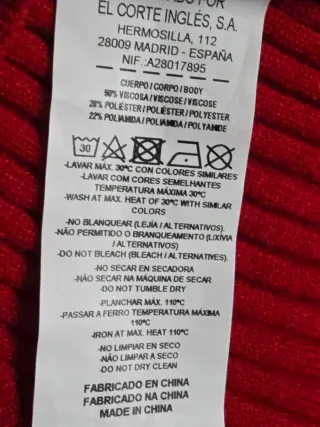 POR
EL CORTE INGLÉS, S.A.
HERMOSILLA, 112
28009 MADRID - ESPAÑA
NIF.:A28017895
CUERPO / CORPO / BODY
50% VISCOSA / VISCOSE / VISCOSE
28% POLIÉSTER / POLIÉSTER / POLYESTER
22% POLIAMIDA / POLIAMIDA / POLYAMIDE
30
-LAVAR MÁX. 30ºC CON COLORES SIMILARES
-LAVAR COM CORES SEMELHANTES
TEMPERATURA MÁXIMA 30ºC
-WASH AT MAX. HEAT OF 30ºC WITH SIMILAR
COLORS
-NO BLANQUEAR (LEJÍA / ALTERNATIVOS).
-NÃO PERMITIDO O BRANQUEAMENTO (LIXÍVIA
/ ALTERNATIVOS)
-DO NOT BLEACH (BLEACH / ALTERNATIVES).
-NO SECAR EN SECADORA
-NÃO SECAR NA MÁQUINA DE SECAR
-DO NOT TUMBLE DRY
-PLANCHAR MÁX. 110ºC
-PASSAR A FERRO TEMPERATURA MÁXIMA
110ºC
-IRON AT MAX. HEAT 110ºC
-NO LIMPIAR EN SECO
-NÃO LIMPAR A SECO
-DO NOT DRY CLEAN
FABRICADO EN CHINA
FABRICADO NA CHINA
MADE IN CHINA